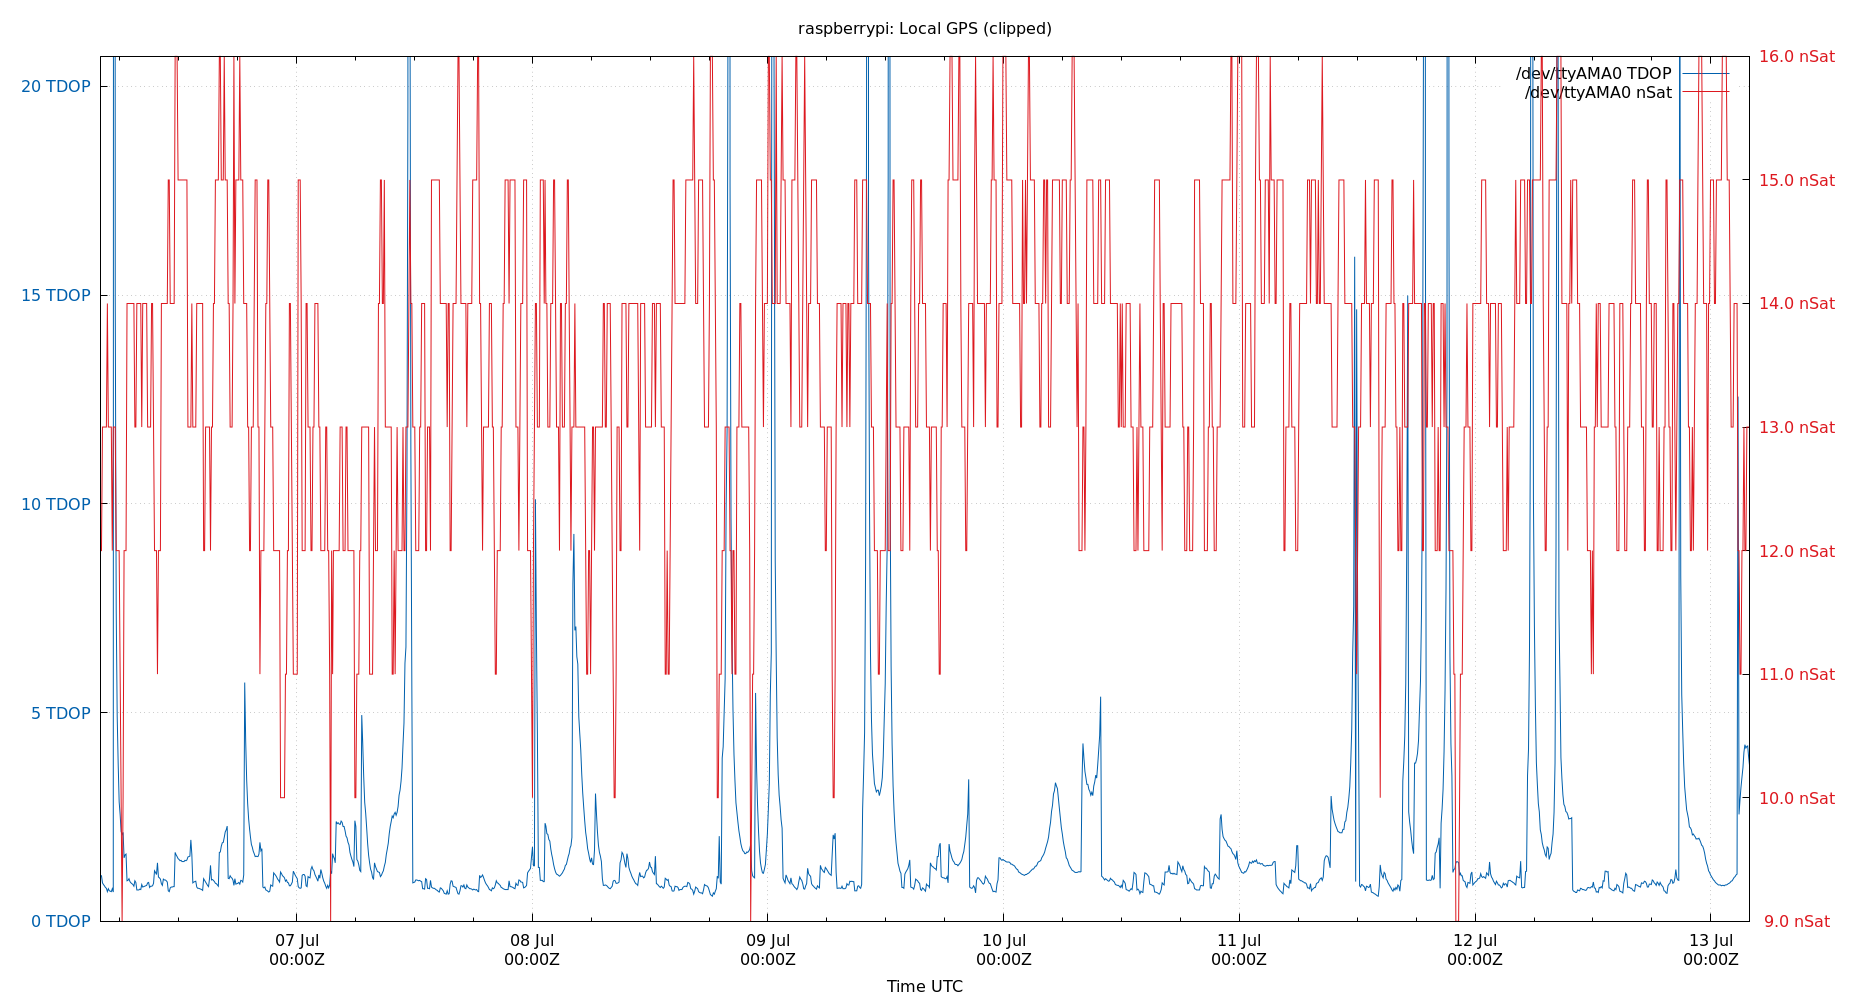 raspberrypi: Local GPS (clipped)
20 TDOP
15 TDOP
10 TDOP
5 TDOP
0 TDOP
/dev/ttyAMA0 TDOP
/dev/ttyAMA0 nSat
16.0 nSat
15.0 nSat
14.0 nSat
13.0 nSat
12.0 nSat
11.0 nSat
10.0 nSat
9.0 nSat
07 Jul
00:00Z
08 Jul
00:00Z
09 Jul
00:00Z
10 Jul
00:00Z
11 Jul
00:00Z
12 Jul
00:00Z
13 Jul
00:00Z
Time UTC